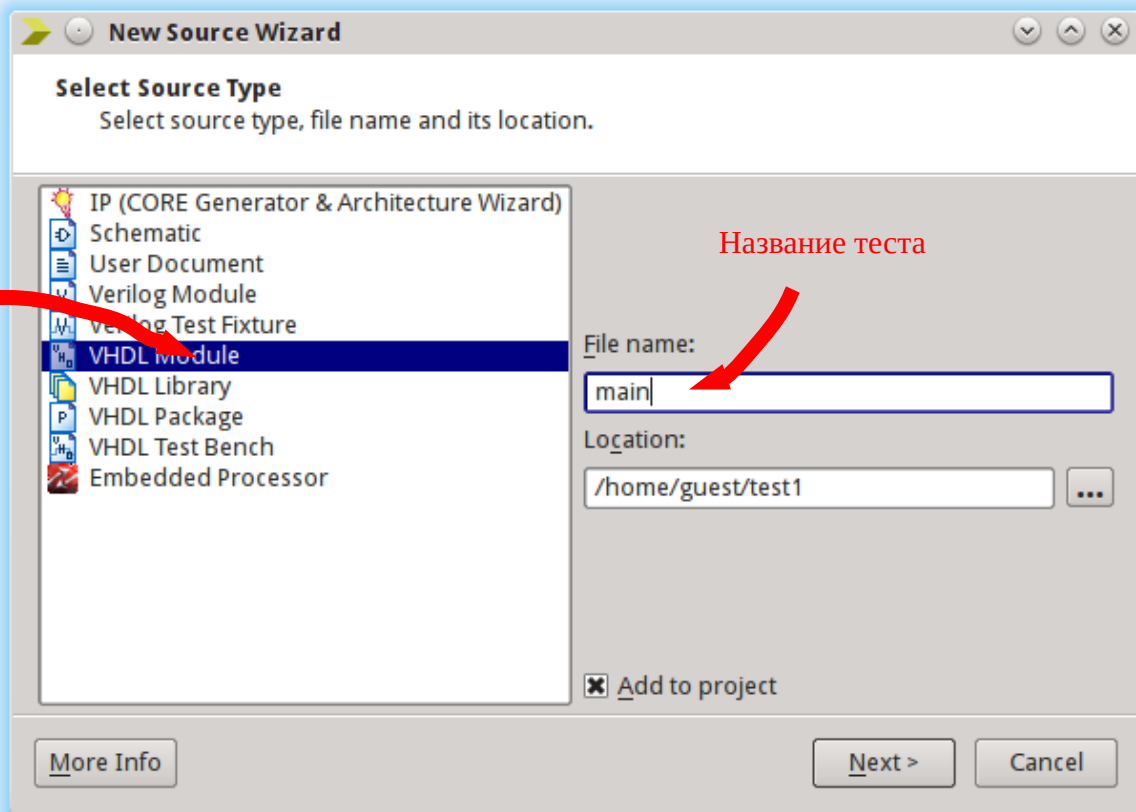 New Source Wizard
Select Source Type
Select source type, file name and its location.
IP (CORE Generator & Architecture Wizard)
Schematic
User Document
Verilog Module
Verilog Test Fixture
VHDL Module
VHDL Library
VHDL Package
VHDL Test Bench
Embedded Processor
Название теста
File name:
main
Location:
/home/guest/test1
...
Add to project
More Info
Next >
Cancel